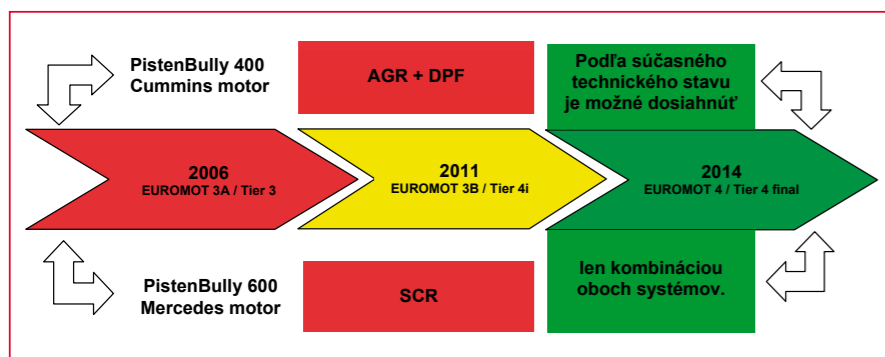 PistenBully 400
Cummins motor
AGR + DPF
Podľa súčasného
technického stavu
je možné dosiahnúť
2006
EUROMOT 3A / Tier 3
2011
EUROMOT 3B / Tier 4i
2014
EUROMOT 4 / Tier 4 final
PistenBully 600
Mercedes motor
SCR
len kombináciou
oboch systémov.